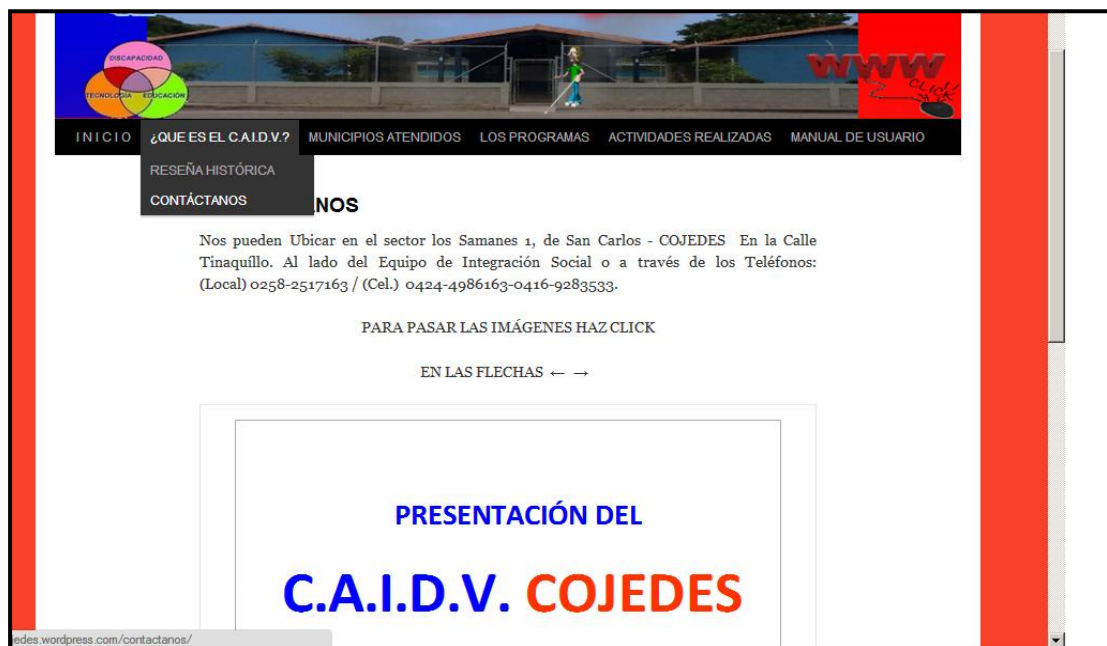 DISCAPACIDAD
TECNOLOGIA EDUCACIÓN
WWW
CLICK!!
INICIO ¿QUE ES EL C.A.I.D.V.? MUNICIPIOS ATENDIDOS LOS PROGRAMAS ACTIVIDADES REALIZADAS MANUAL DE USUARIO
RESEÑA HISTÓRICA
CONTÁCTANOS
NOS
Nos pueden Ubicar en el sector los Samanes 1, de San Carlos - COJEDES En la Calle
Tinaquíllo. Al lado del Equipo de Integración Social o a través de los Teléfonos:
(Local) 0258-2517163 / (Cel.) 0424-4986163-0416-9283533.
PARA PASAR LAS IMÁGENES HAZ CLICK
EN LAS FLECHAS ← →
PRESENTACIÓN DEL
C.A.I.D.V. COJEDES
edes.wordpress.com/contactanos/